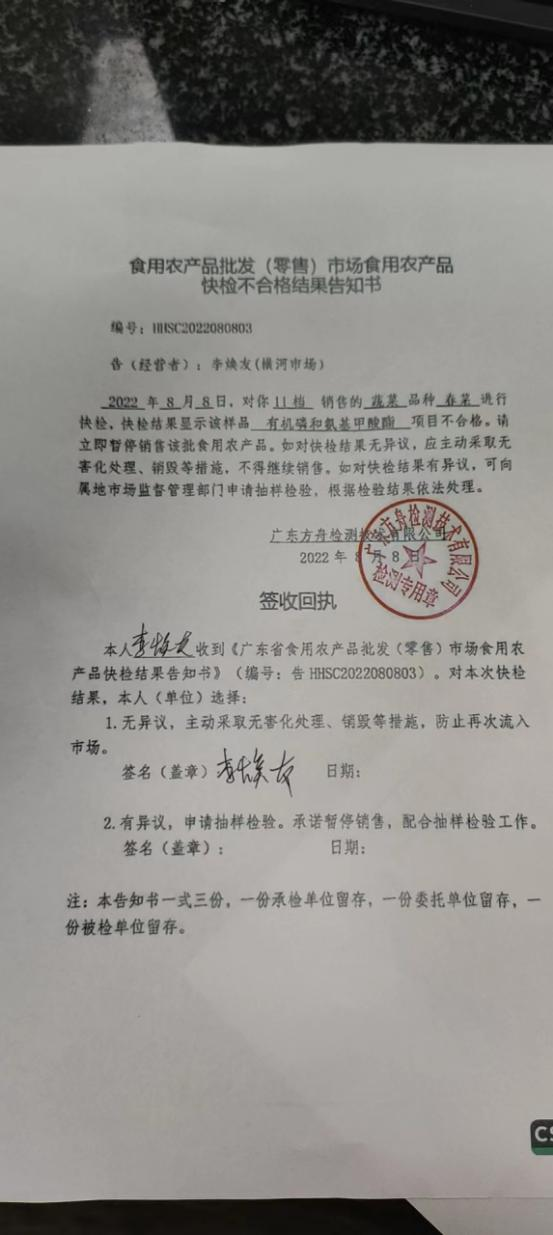 食用农产品批发（零售）市场食用农产品
快检不合格结果告知书
编号：HHSC2022080803
告（经营者）：李焕友(横河市场)
2022 年 8 月 8 日，对你 11档 销售的 蔬菜 品种 春菜 进行
快检，快检结果显示该样品 有机磷和氨基甲酸酯 项目不合格。请
立即暂停销售该批食用农产品。如对快检结果无异议，应主动采取无
害化处理、销毁等措施，不得继续销售。如对快检结果有异议，可向
属地市场监督管理部门申请抽样检验，根据检验结果依法处理。
广东方舟检测技术有限公司
2022 年 8 月 8 日
广东方舟检测技术有限公司
检测专用章
签收回执
本人李焕友收到《广东省食用农产品批发（零售）市场食用农
产品快检结果告知书》（编号：告 HHSC2022080803）。对本次快检
结果，本人（单位）选择：
1.无异议，主动采取无害化处理、销毁等措施，防止再次流入
市场。
签名（盖章）李焕友 日期：
2.有异议，申请抽样检验。承诺暂停销售，配合抽样检验工作。
签名（盖章）： 日期：
注：本告知书一式三份，一份承检单位留存，一份委托单位留存，一
份被检单位留存。
CS